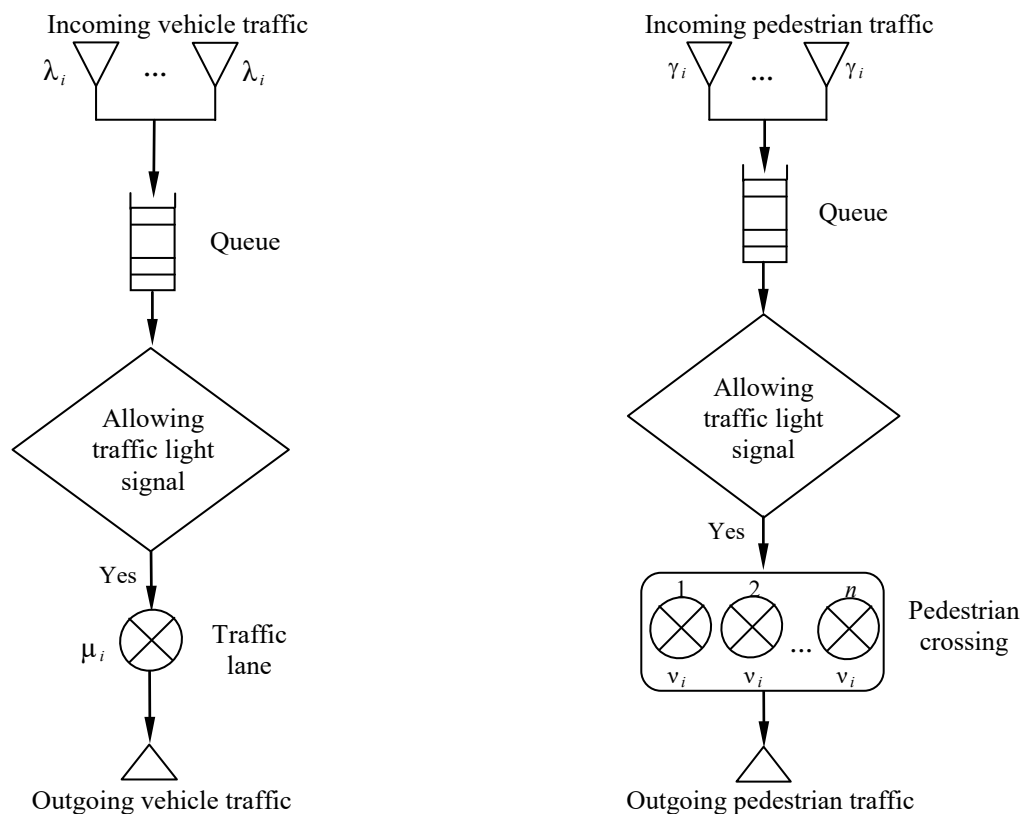 Incoming vehicle traffic
λi ... λi
Queue
Allowing
traffic light
signal
Yes
μi
Traffic
lane
Outgoing vehicle traffic
Incoming pedestrian traffic
γi ... γi
Queue
Allowing
traffic light
signal
Yes
1 2 n
...
νi νi νi
Pedestrian
crossing
Outgoing pedestrian traffic